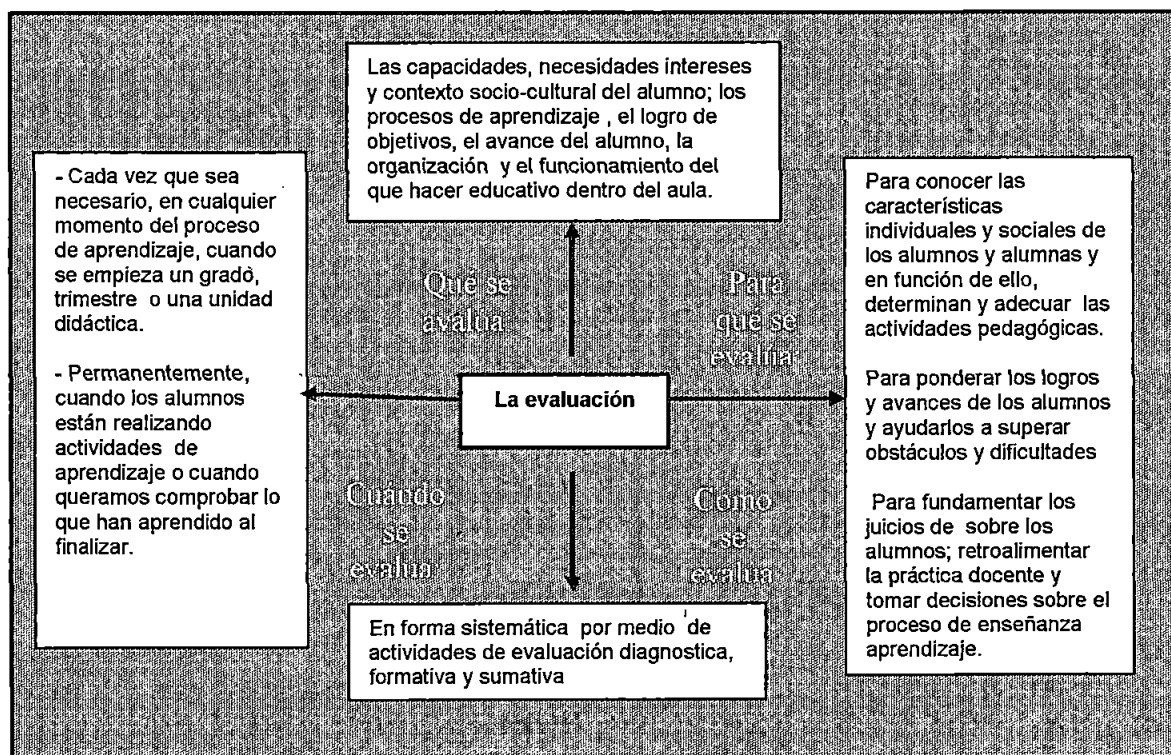 Las capacidades, necesidades intereses
y contexto socio-cultural del alumno; los
procesos de aprendizaje , el logro de
objetivos, el avance del alumno, la
organización y el funcionamiento del
que hacer educativo dentro del aula.
- Cada vez que sea
necesario, en cualquier
momento del proceso
de aprendizaje, cuando
se empieza un grado,
trimestre o una unidad
didáctica.
- Permanentemente,
cuando los alumnos
están realizando
actividades de
aprendizaje o cuando
queramos comprobar lo
que han aprendido al
finalizar.
Qué se
avalúa
Para
qué se
evalúa
La evaluación
Cuándo
se
evalua
Cómo
se
evalua
Para conocer las
características
individuales y sociales de
los alumnos y alumnas y
en función de ello,
determinan y adecuar las
actividades pedagógicas.
Para ponderar los logros
y avances de los alumnos
y ayudarlos a superar
obstáculos y dificultades
Para fundamentar los
juicios de sobre los
alumnos; retroalimentar
la práctica docente y
tomar decisiones sobre el
proceso de enseñanza
aprendizaje.
En forma sistemática por medio de
actividades de evaluación diagnostica,
formativa y sumativa